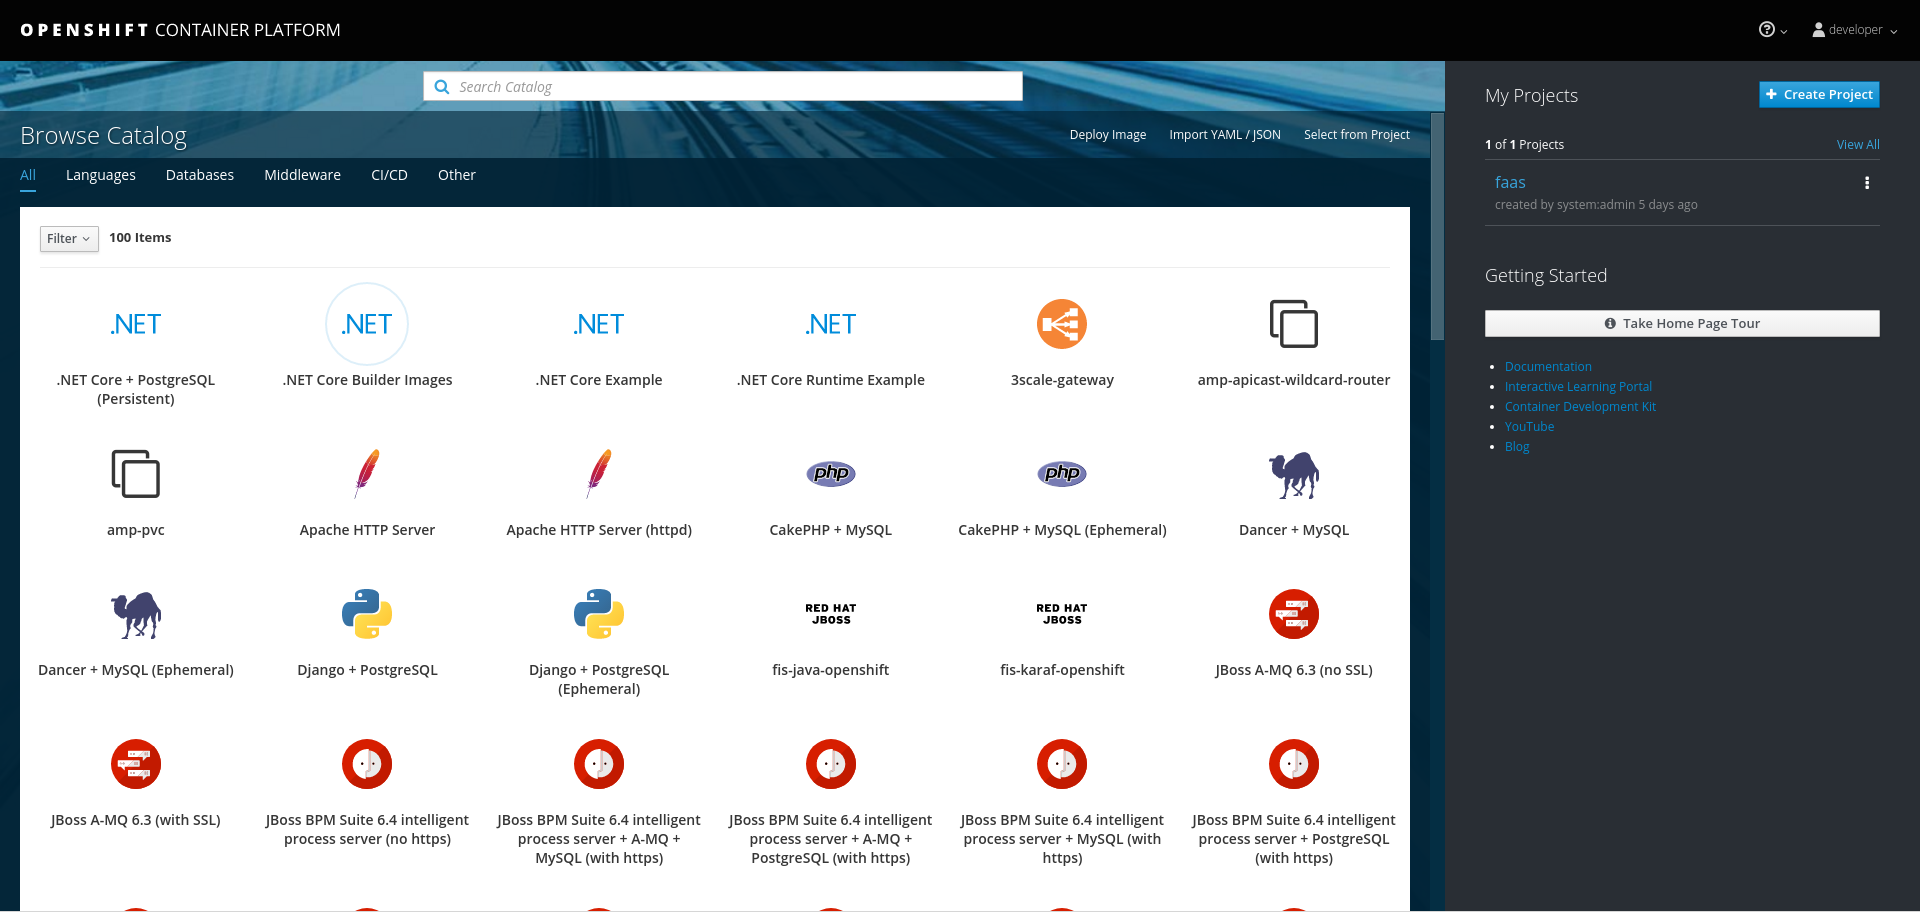 OPENSHIFT CONTAINER PLATFORM
developer
Search Catalog
Browse Catalog
Deploy Image
Import YAML / JSON
Select from Project
All
Languages
Databases
Middleware
CI/CD
Other
Filter
100 Items
.NET
.NET
.NET
.NET
.NET Core + PostgreSQL
(Persistent)
.NET Core Builder Images
.NET Core Example
.NET Core Runtime Example
3scale-gateway
amp-apicast-wildcard-router
php
php
amp-pvc
Apache HTTP Server
Apache HTTP Server (httpd)
CakePHP + MySQL
CakePHP + MySQL (Ephemeral)
Dancer + MySQL
RED HAT
JBOSS
RED HAT
JBOSS
Dancer + MySQL (Ephemeral)
Django + PostgreSQL
Django + PostgreSQL
(Ephemeral)
fis-java-openshift
fis-karaf-openshift
JBoss A-MQ 6.3 (no SSL)
JBoss A-MQ 6.3 (with SSL)
JBoss BPM Suite 6.4 intelligent
process server (no https)
JBoss BPM Suite 6.4 intelligent
process server + A-MQ +
MySQL (with https)
JBoss BPM Suite 6.4 intelligent
process server + A-MQ +
PostgreSQL (with https)
JBoss BPM Suite 6.4 intelligent
process server + MySQL (with
https)
JBoss BPM Suite 6.4 intelligent
process server + PostgreSQL
(with https)
My Projects
Create Project
1 of 1 Projects
View All
faas
created by system:admin 5 days ago
Getting Started
Take Home Page Tour
Documentation
Interactive Learning Portal
Container Development Kit
YouTube
Blog